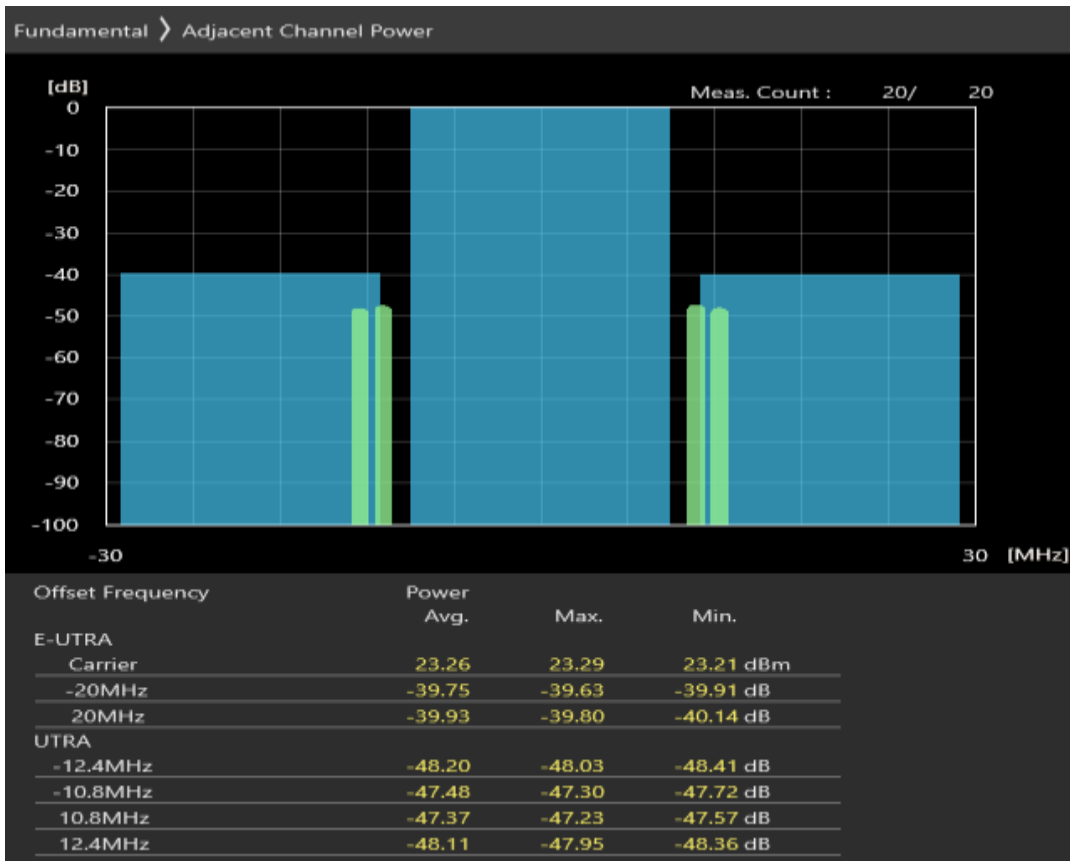 Fundamental 〉 Adjacent Channel Power
[dB]
Meas. Count : 20/ 20
0
-10
-20
-30
-40
-50
-60
-70
-80
-90
-100
-30 30 [MHz]
Offset Frequency Power
Avg. Max. Min.
E-UTRA
Carrier 23.26 23.29 23.21 dBm
-20MHz -39.75 -39.63 -39.91 dB
20MHz -39.93 -39.80 -40.14 dB
UTRA
-12.4MHz -48.20 -48.03 -48.41 dB
-10.8MHz -47.48 -47.30 -47.72 dB
10.8MHz -47.37 -47.23 -47.57 dB
12.4MHz -48.11 -47.95 -48.36 dB